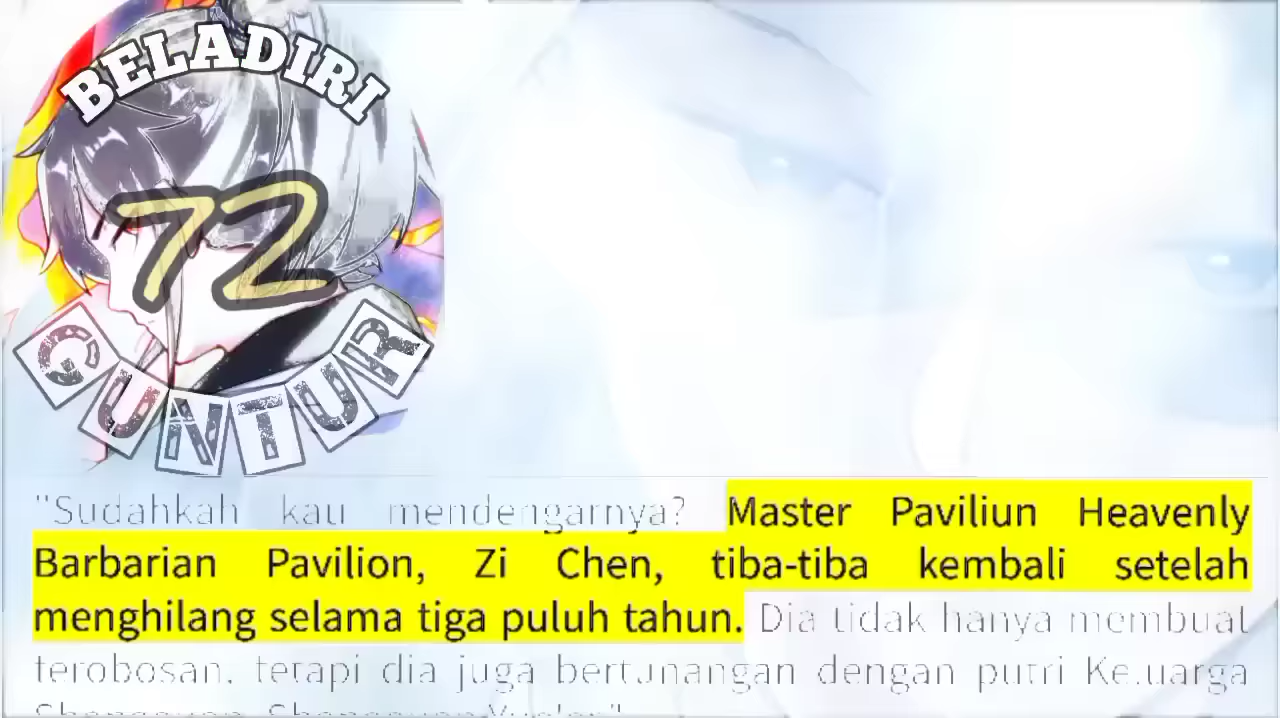 BELADIRI
72
GUNTUR
"Sudahkah kau mendengarnya? Master Paviliun Heavenly
Barbarian Pavilion, Zi Chen, tiba-tiba kembali setelah
menghilang selama tiga puluh tahun. Dia tidak hanya membuat
terobosan, tetapi dia juga bertunangan dengan putri Keluarga